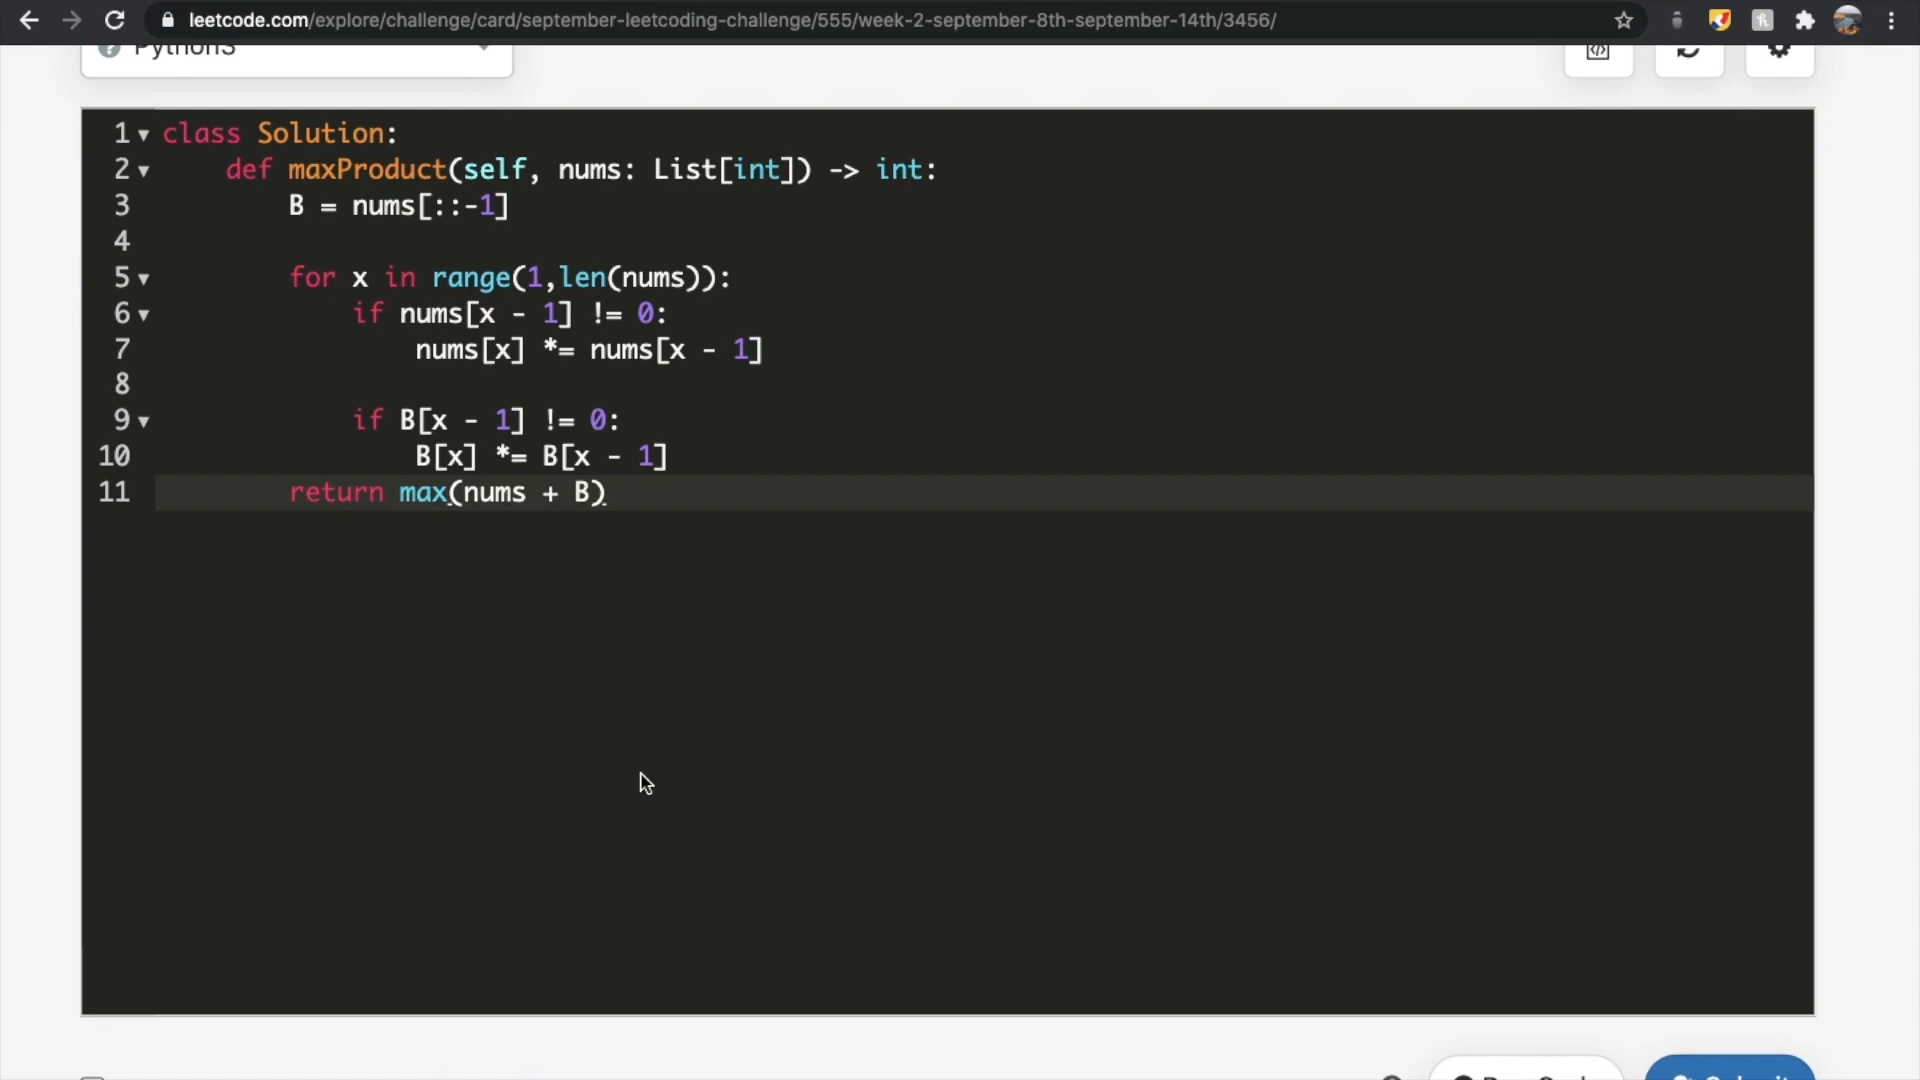 leetcode.com/explore/challenge/card/september-leetcoding-challenge/555/week-2-september-8th-september-14th/3456/
Python3
1 class Solution:
2     def maxProduct(self, nums: List[int]) -> int:
3         B = nums[::-1]
4
5         for x in range(1,len(nums)):
6             if nums[x - 1] != 0:
7                 nums[x] *= nums[x - 1]
8
9             if B[x - 1] != 0:
10                 B[x] *= B[x - 1]
11         return max(nums + B)